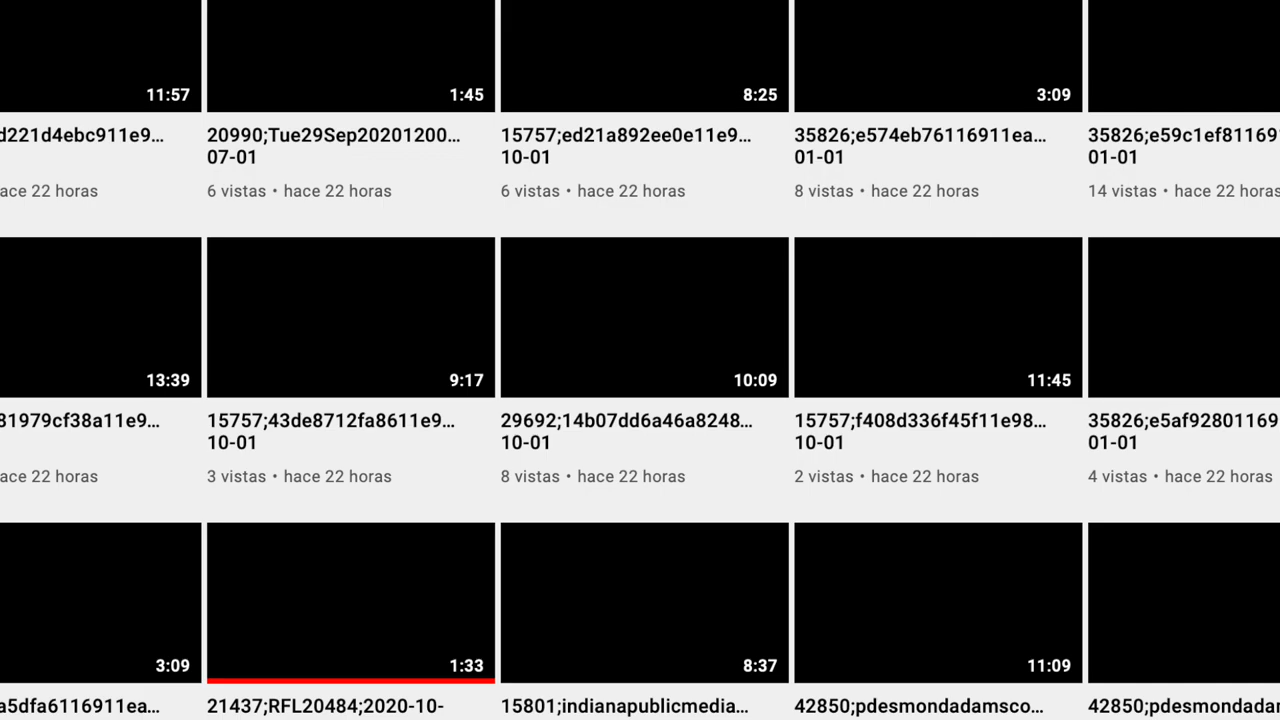 11:57
1:45
8:25
3:09
d221d4ebc911e9...
20990;Tue29Sep20201200...
07-01
15757;ed21a892ee0e11e9...
10-01
35826;e574eb76116911ea...
01-01
35826;e59c1ef81169
01-01
ace 22 horas
6 vistas • hace 22 horas
6 vistas • hace 22 horas
8 vistas • hace 22 horas
14 vistas • hace 22 horas
13:39
9:17
10:09
11:45
81979cf38a11e9...
15757;43de8712fa8611e9...
10-01
29692;14b07dd6a46a8248...
10-01
15757;f408d336f45f11e98...
10-01
35826;e5af92801169
01-01
ace 22 horas
3 vistas • hace 22 horas
8 vistas • hace 22 horas
2 vistas • hace 22 horas
4 vistas • hace 22 horas
3:09
1:33
8:37
11:09
a5dfa6116911ea...
21437;RFL20484;2020-10-
15801;indianapublicmedia...
42850;pdesmondadamsco...
42850;pdesmondada